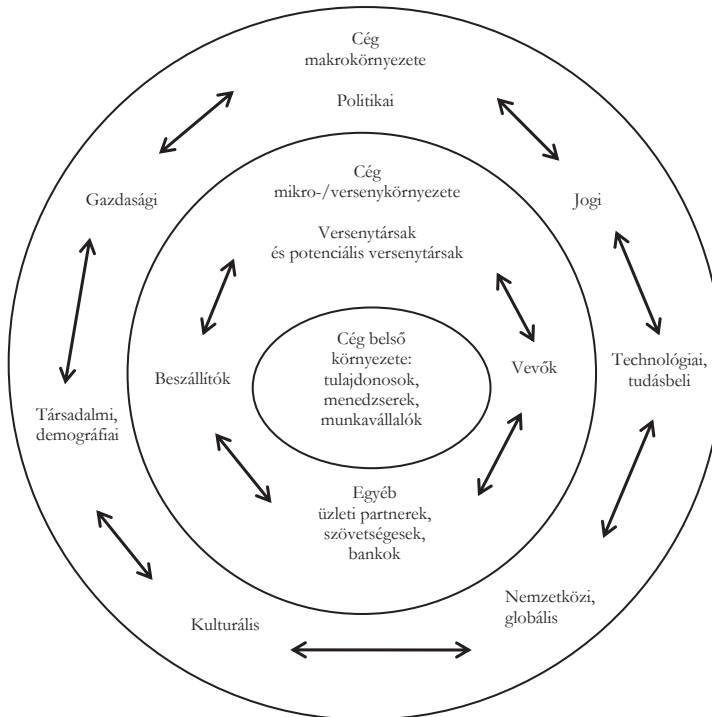 Cég
makrokörnyezete
Politikai
Gazdasági
Jogi
Cég
mikro-/versenykörnyezete
Versenytársak
és potenciális versenytársak
Beszállítók
Cég belső
környezete:
tulajdonosok,
menedzserek,
munkavállalók
Vevők
Technológiai,
tudásbeli
Társadalmi,
demográfiai
Egyéb
üzleti partnerek,
szövetségesek,
bankok
Kulturális
Nemzetközi,
globális